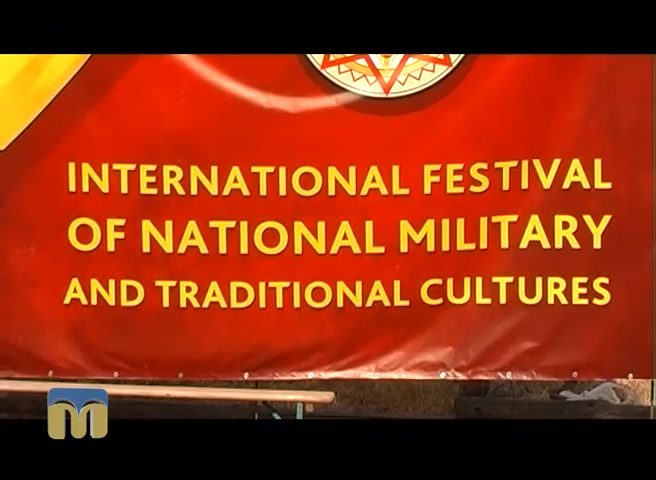 INTERNATIONAL FESTIVAL
OF NATIONAL MILITARY
AND TRADITIONAL CULTURES
M